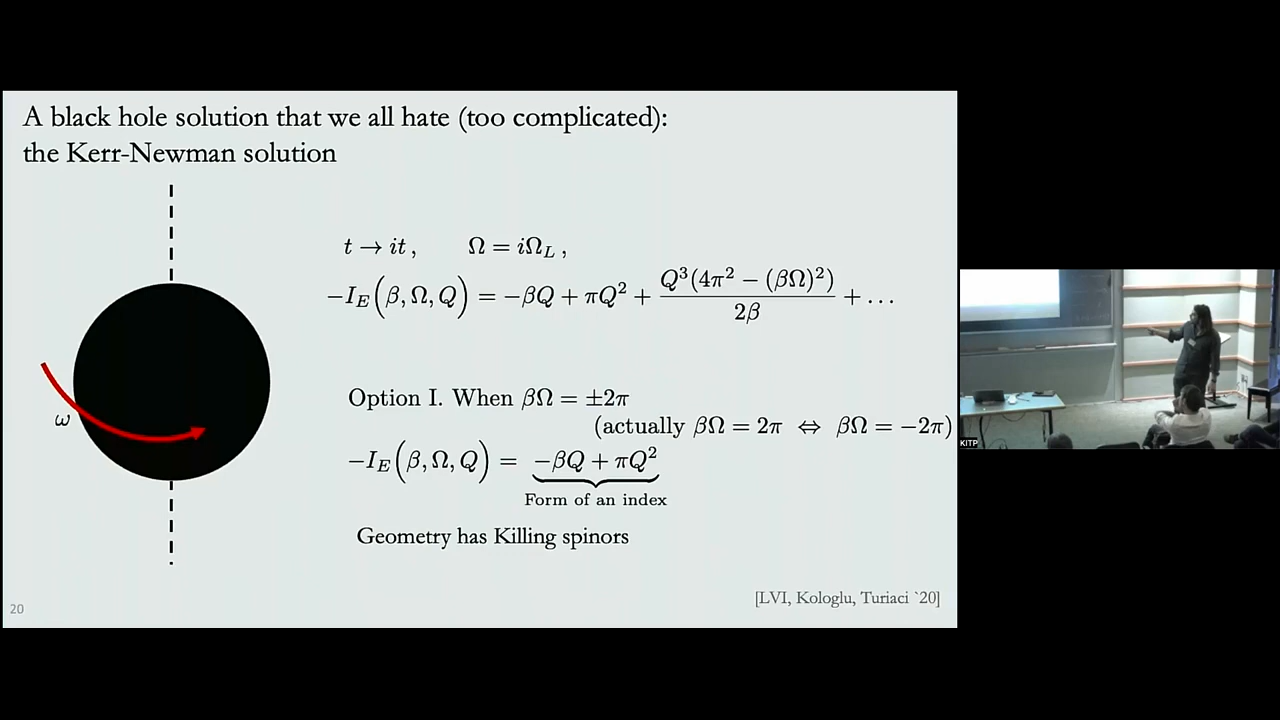 A black hole solution that we all hate (too complicated):
the Kerr-Newman solution
t → it ,   Ω = iΩ_L ,
−I_E(β, Ω, Q) = −βQ + πQ² + Q³(4π² − (βΩ)²) / 2β + ...
ω
Option I. When βΩ = ±2π
(actually βΩ = 2π ⇔ βΩ = −2π)
−I_E(β, Ω, Q) = −βQ + πQ²
Form of an index
Geometry has Killing spinors
[LVI, Kologlu, Turiaci `20]
20
KITP